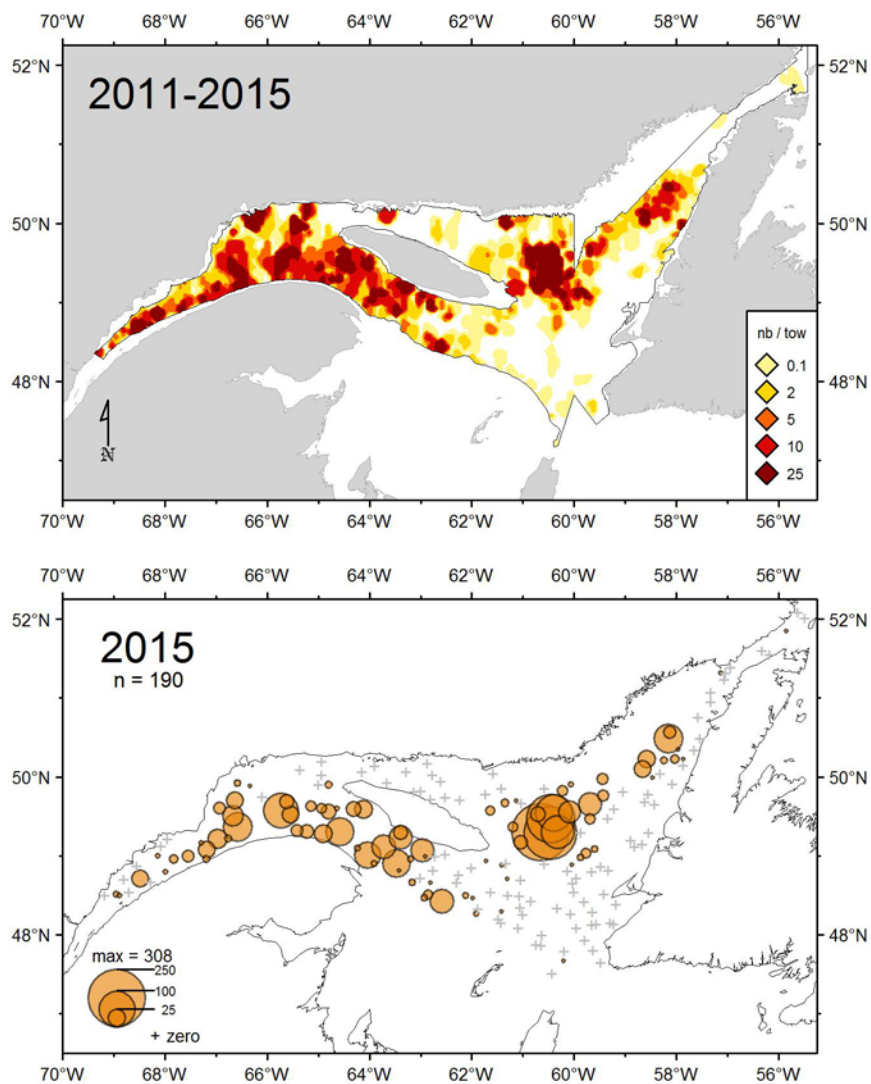 70°W 68°W 66°W 64°W 62°W 60°W 58°W 56°W
52°N 52°N
2011-2015
50°N 50°N
nb / tow
0.1
2
48°N 48°N
5
10
N
25
70°W 68°W 66°W 64°W 62°W 60°W 58°W 56°W
70°W 68°W 66°W 64°W 62°W 60°W 58°W 56°W
52°N 52°N
2015
n = 190
50°N 50°N
48°N 48°N
max = 308
250
100
25
+ zero
70°W 68°W 66°W 64°W 62°W 60°W 58°W 56°W